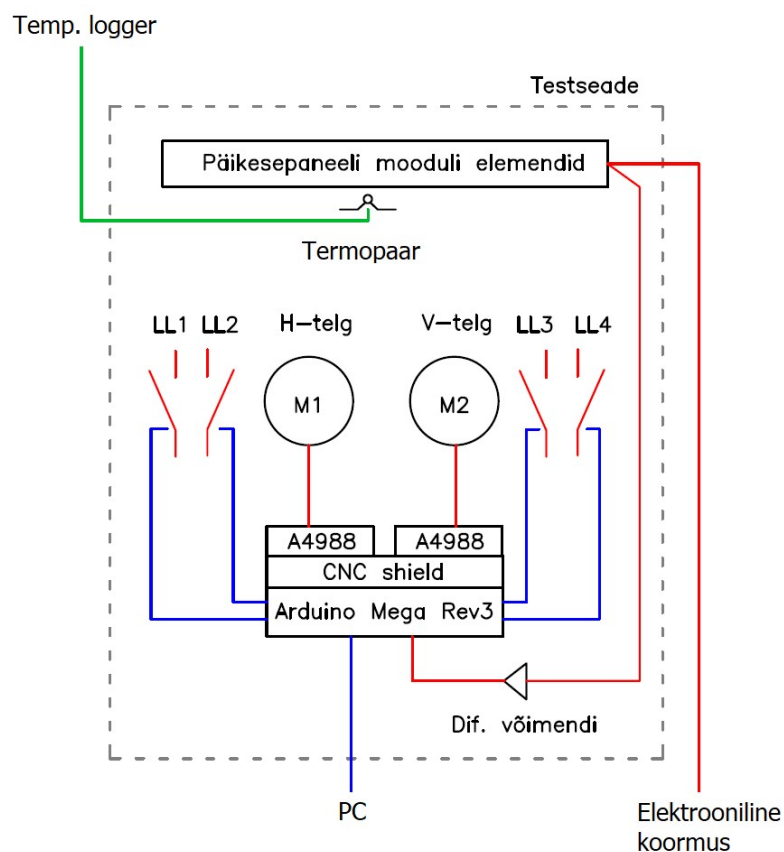 Temp. logger
Testseade
Päikesepaneeli mooduli elemendid
Termopaar
LL1 LL2 H-telg V-telg LL3 LL4
M1 M2
A4988 A4988
CNC shield
Arduino Mega Rev3
Dif. võimendi
PC
Elektrooniline
koormus